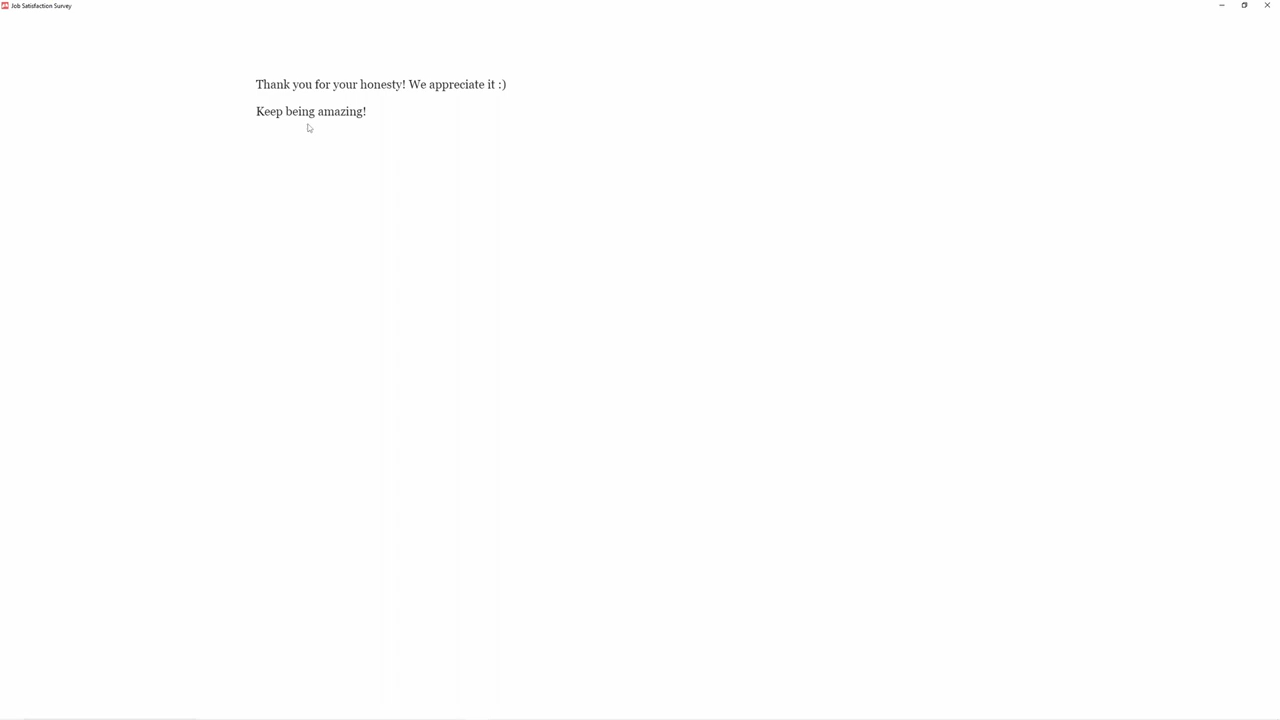 Job Satisfaction Survey
Thank you for your honesty! We appreciate it :)
Keep being amazing!